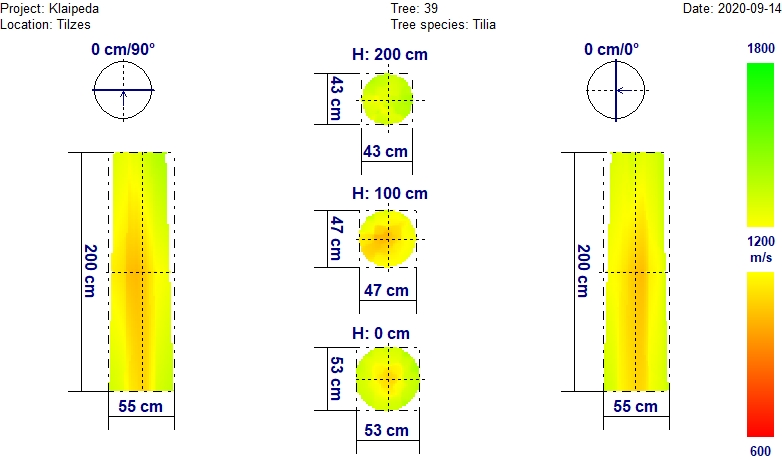 Project: Klaipeda
Tree: 39
Date: 2020-09-14
Location: Tilzes
Tree species: Tilia
0 cm/90°
H: 200 cm
0 cm/0°
1800
43 cm
43 cm
H: 100 cm
47 cm
47 cm
200 cm
200 cm
1200
m/s
H: 0 cm
53 cm
53 cm
55 cm
55 cm
600